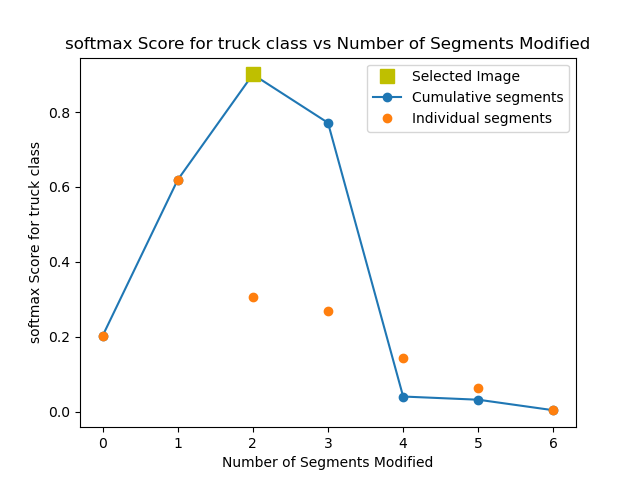 softmax Score for truck class vs Number of Segments Modified
Selected Image
Cumulative segments
Individual segments
softmax Score for truck class
0.8
0.6
0.4
0.2
0.0
0 1 2 3 4 5 6
Number of Segments Modified